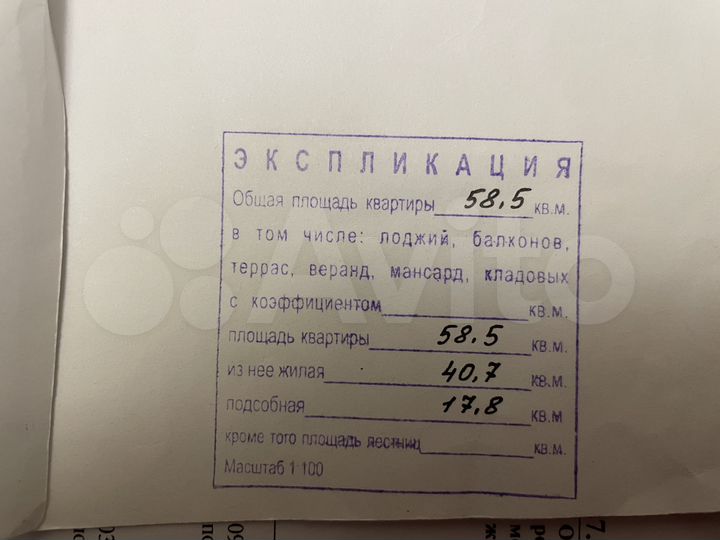 ЭКСПЛИКАЦИЯ
Общая площадь квартиры 58,5 кв.м.
в том числе: лоджий, балконов,
террас, веранд, мансард, кладовых
с коэффициентом кв.м.
площадь квартиры 58.5 кв.м.
из нее жилая 40,7 кв.м.
подсобная 17,8 кв.м
кроме того площадь лестниц кв.м.
Масштаб 1:100
Avito